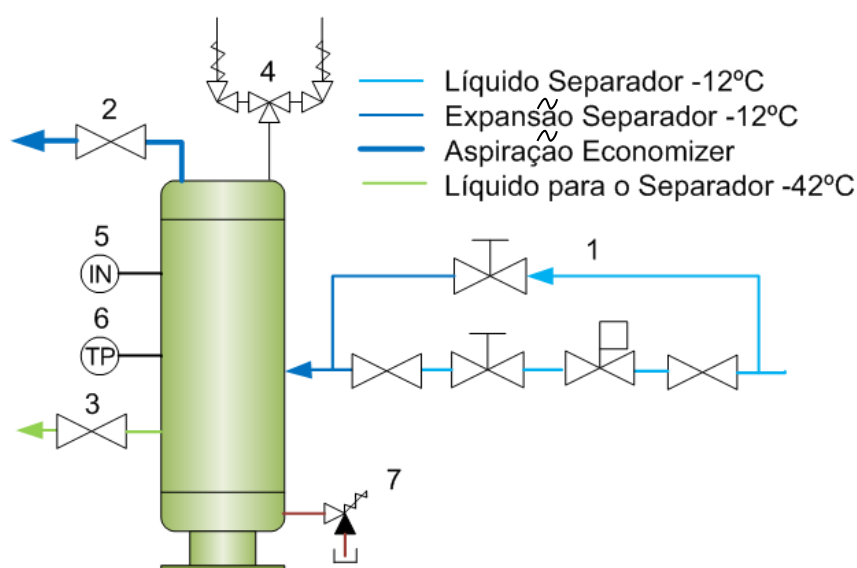 4
Líquido Separador -12ºC
2
Expansão Separador -12ºC
Aspiração Economizer
Líquido para o Separador -42ºC
5
1
IN
6
TP
3
7